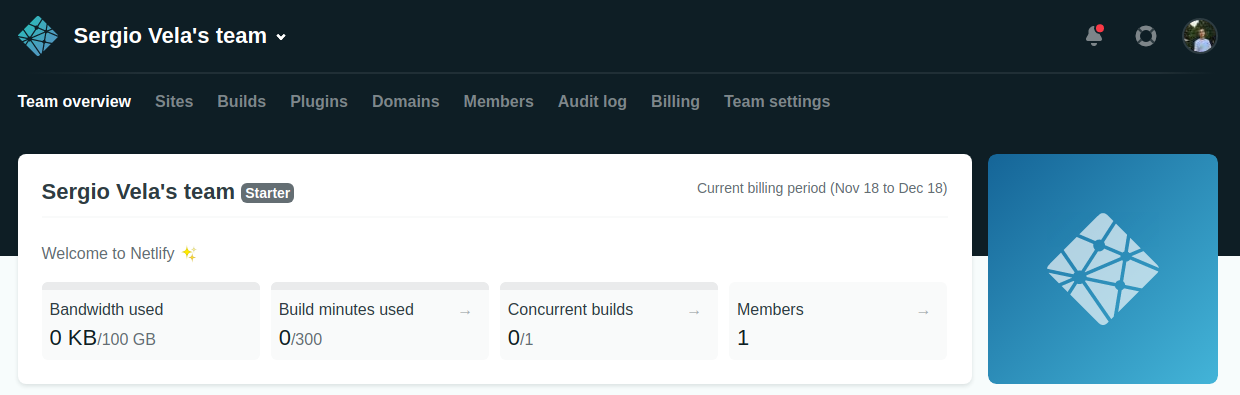 Sergio Vela's team
Team overview Sites Builds Plugins Domains Members Audit log Billing Team settings
Sergio Vela's team Starter Current billing period (Nov 18 to Dec 18)
Welcome to Netlify ✨
Bandwidth used Build minutes used → Concurrent builds → Members →
0 KB/100 GB 0/300 0/1 1